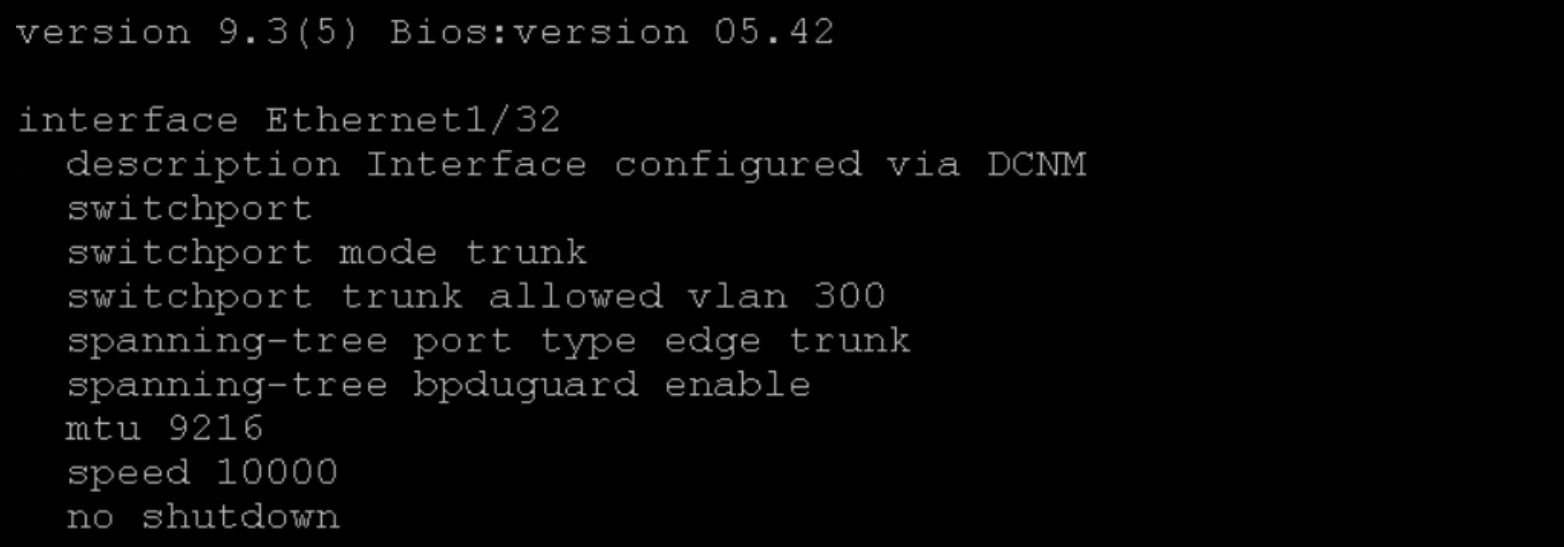 version 9.3(5) Bios:version 05.42
interface Ethernet1/32
description Interface configured via DCNM
switchport
switchport mode trunk
switchport trunk allowed vlan 300
spanning-tree port type edge trunk
spanning-tree bpduguard enable
mtu 9216
speed 10000
no shutdown